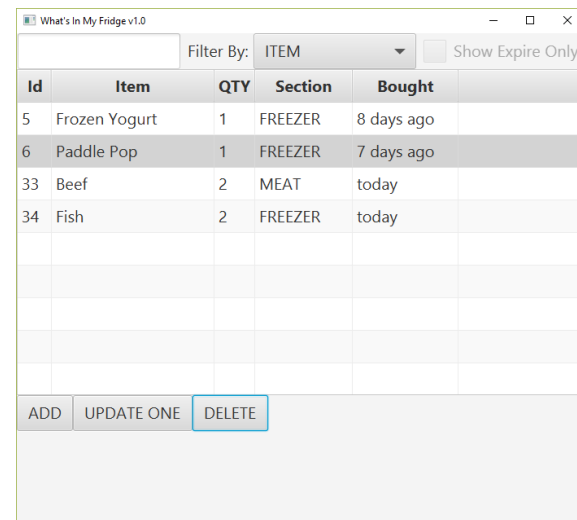 What's In My Fridge v1.0
Filter By: ITEM Show Expire Only
Id Item QTY Section Bought
5 Frozen Yogurt 1 FREEZER 8 days ago
6 Paddle Pop 1 FREEZER 7 days ago
33 Beef 2 MEAT today
34 Fish 2 FREEZER today
ADD UPDATE ONE DELETE